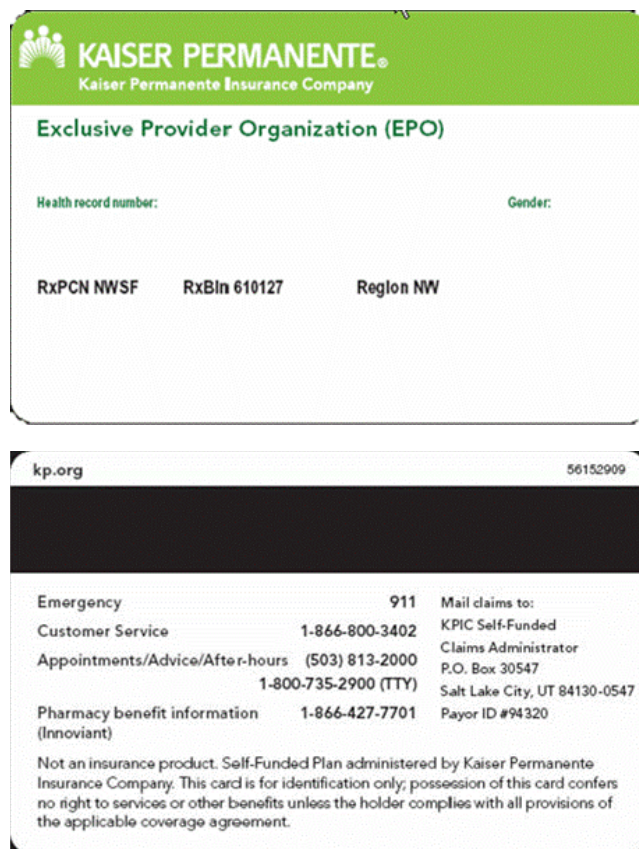 KAISER PERMANENTE®
Kaiser Permanente Insurance Company
Exclusive Provider Organization (EPO)
Health record number: Gender:
RxPCN NWSF RxBin 610127 Region NW
kp.org 56152909
Emergency 911
Customer Service 1-866-800-3402
Appointments/Advice/After-hours (503) 813-2000
1-800-735-2900 (TTY)
Pharmacy benefit information 1-866-427-7701
(Innoviant)
Mail claims to:
KPIC Self-Funded
Claims Administrator
P.O. Box 30547
Salt Lake City, UT 84130-0547
Payor ID #94320
Not an insurance product. Self-Funded Plan administered by Kaiser Permanente
Insurance Company. This card is for identification only; possession of this card confers
no right to services or other benefits unless the holder complies with all provisions of
the applicable coverage agreement.